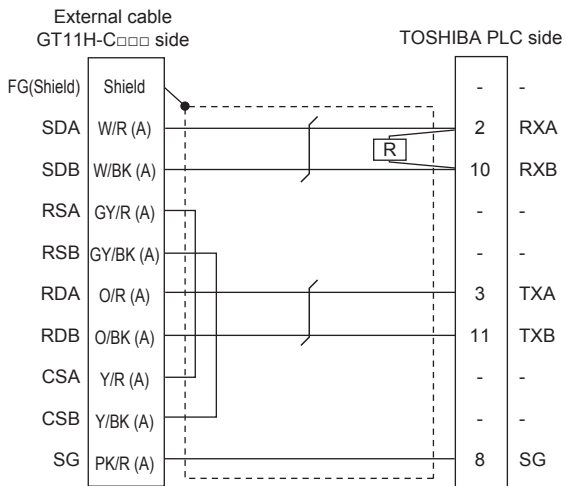 External cable
GT11H-C□□□ side
TOSHIBA PLC side
FG(Shield) Shield - -
SDA W/R (A) 2 RXA
R
SDB W/BK (A) 10 RXB
RSA GY/R (A) - -
RSB GY/BK (A) - -
RDA O/R (A) 3 TXA
RDB O/BK (A) 11 TXB
CSA Y/R (A) - -
CSB Y/BK (A) - -
SG PK/R (A) 8 SG